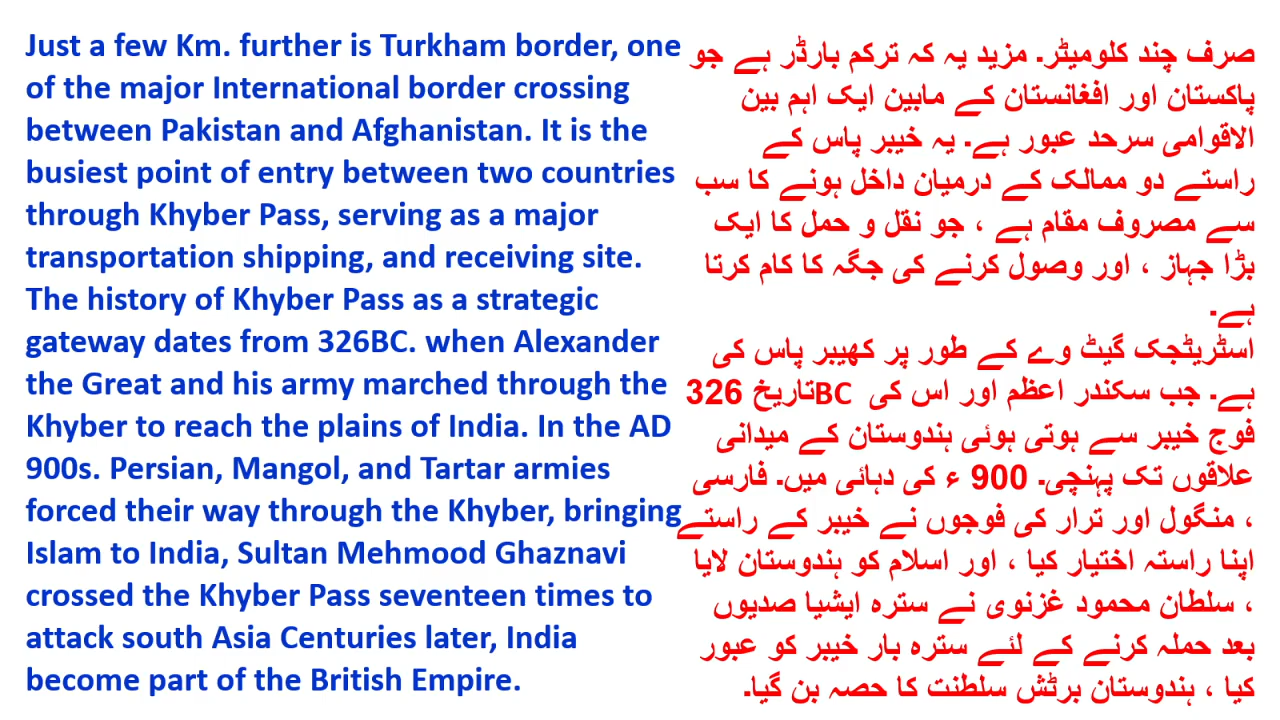 Just a few Km. further is Turkham border, one
of the major International border crossing
between Pakistan and Afghanistan. It is the
busiest point of entry between two countries
through Khyber Pass, serving as a major
transportation shipping, and receiving site.
The history of Khyber Pass as a strategic
gateway dates from 326BC. when Alexander
the Great and his army marched through the
Khyber to reach the plains of India. In the AD
900s. Persian, Mangol, and Tartar armies
forced their way through the Khyber, bringing
Islam to India, Sultan Mehmood Ghaznavi
crossed the Khyber Pass seventeen times to
attack south Asia Centuries later, India
become part of the British Empire.
صرف چند کلومیٹر۔ مزید یہ کہ ترکم بارڈر ہے جو
پاکستان اور افغانستان کے مابین ایک اہم بین
الاقوامی سرحد عبور ہے۔ یہ خیبر پاس کے
راستے دو ممالک کے درمیان داخل ہونے کا سب
سے مصروف مقام ہے ، جو نقل و حمل کا ایک
بڑا جہاز ، اور وصول کرنے کی جگہ کا کام کرتا
ہے۔
اسٹریٹجک گیٹ وے کے طور پر کھیبر پاس کی
ہے۔ جب سکندر اعظم اور اس کی BCتاریخ 326
فوج خیبر سے ہوتی ہوئی ہندوستان کے میدانی
علاقوں تک پہنچی۔ 900 ء کی دہائی میں۔ فارسی
، منگول اور ترار کی فوجوں نے خیبر کے راستے
اپنا راستہ اختیار کیا ، اور اسلام کو ہندوستان لایا
، سلطان محمود غزنوی نے سترہ ایشیا صدیوں
بعد حملہ کرنے کے لئے سترہ بار خیبر کو عبور
کیا ، ہندوستان برٹش سلطنت کا حصہ بن گیا۔